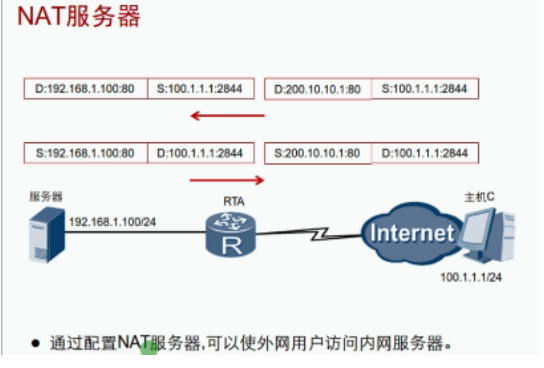 NAT服务器
D:192.168.1.100:80 S:100.1.1.1:2844 D:200.10.10.1:80 S:100.1.1.1:2844
S:192.168.1.100:80 D:100.1.1.1:2844 S:200.10.10.1:80 D:100.1.1.1:2844
服务器 RTA 主机C
192.168.1.100/24
R Internet
100.1.1.1/24
● 通过配置NAT服务器,可以使外网用户访问内网服务器。